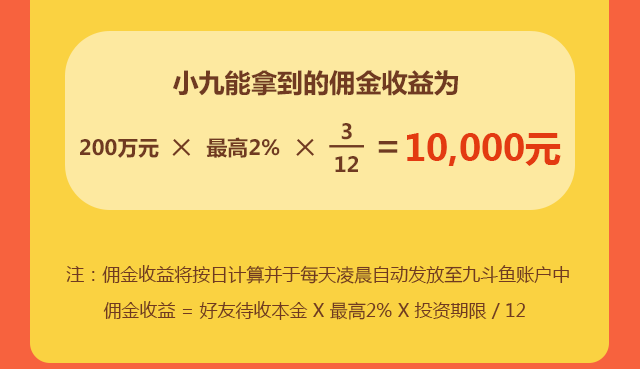 小九能拿到的佣金收益为
200万元 × 最高2% × 3/12 =10,000元
注：佣金收益将按日计算并于每天凌晨自动发放至九斗鱼账户中
佣金收益 = 好友待收本金 X 最高2% X 投资期限 / 12